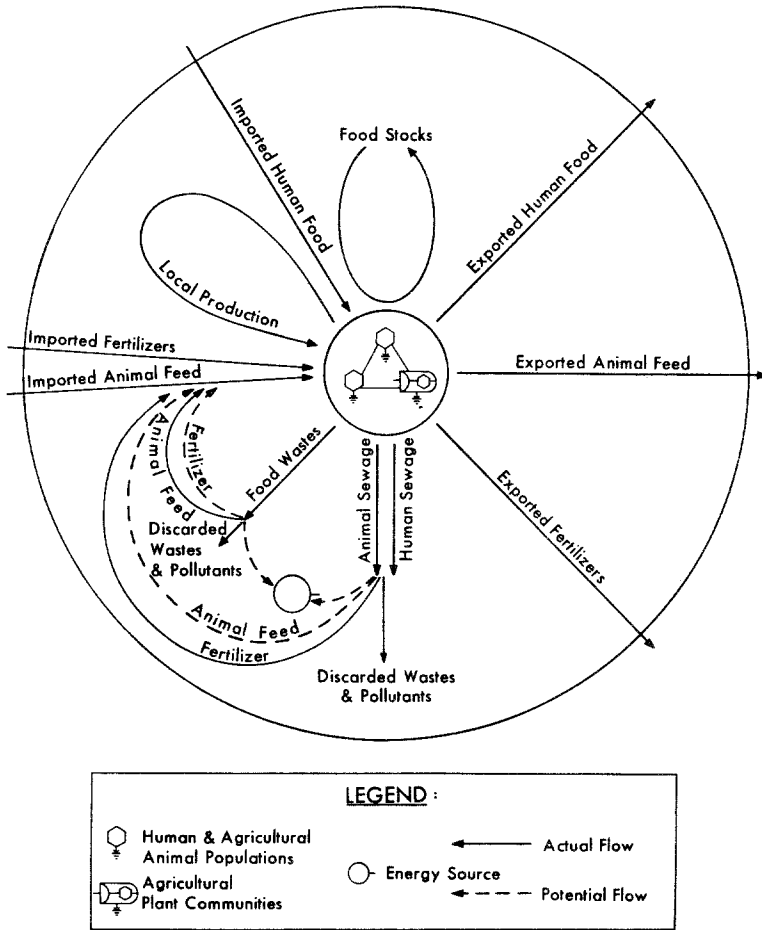 Imported Human Food
Food Stocks
Exported Human Food
Local Production
Imported Fertilizers
Imported Animal Feed
Exported Animal Feed
Fertilizer
Animal Feed
Food Wastes
Animal Sewage
Human Sewage
Exported Fertilizers
Discarded
Wastes
& Pollutants
Animal Feed
Fertilizer
Discarded Wastes
& Pollutants
LEGEND :
Human & Agricultural
Animal Populations
Agricultural
Plant Communities
Energy Source
Actual Flow
Potential Flow